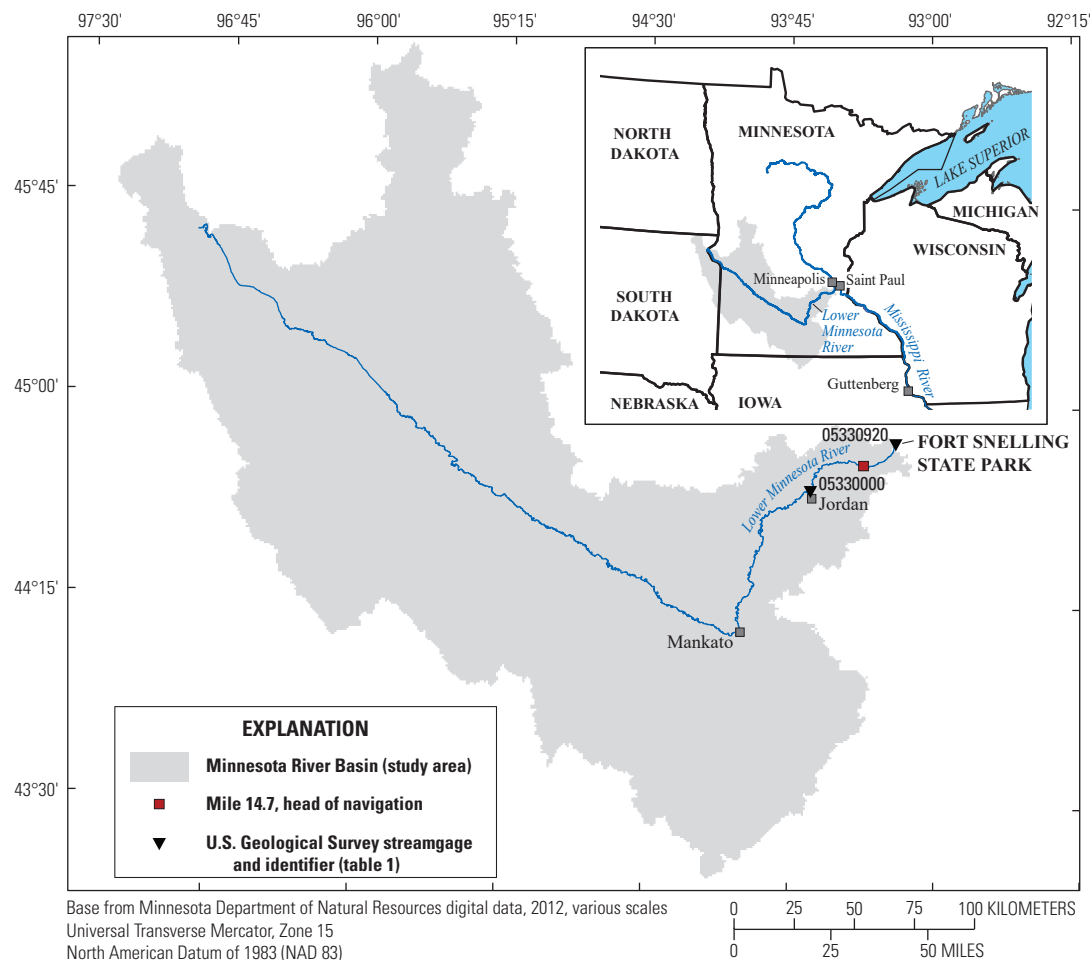 97°30' 96°45' 96°00' 95°15' 94°30' 93°45' 93°00' 92°15'
45°45'
45°00'
44°15'
43°30'
NORTH
DAKOTA
MINNESOTA
LAKE SUPERIOR
MICHIGAN
WISCONSIN
Minneapolis
Saint Paul
SOUTH
DAKOTA
Lower
Minnesota
River
Mississippi River
Guttenberg
NEBRASKA
IOWA
05330920
FORT SNELLING
STATE PARK
Lower Minnesota River
05330000
Jordan
Mankato
EXPLANATION
Minnesota River Basin (study area)
Mile 14.7, head of navigation
U.S. Geological Survey streamgage
and identifier (table 1)
Base from Minnesota Department of Natural Resources digital data, 2012, various scales
Universal Transverse Mercator, Zone 15
North American Datum of 1983 (NAD 83)
0 25 50 75 100 KILOMETERS
0 25 50 MILES